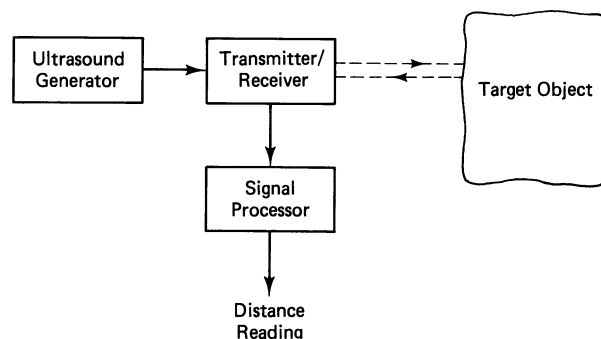 Ultrasound
Generator
Transmitter/
Receiver
Target Object
Signal
Processor
Distance
Reading